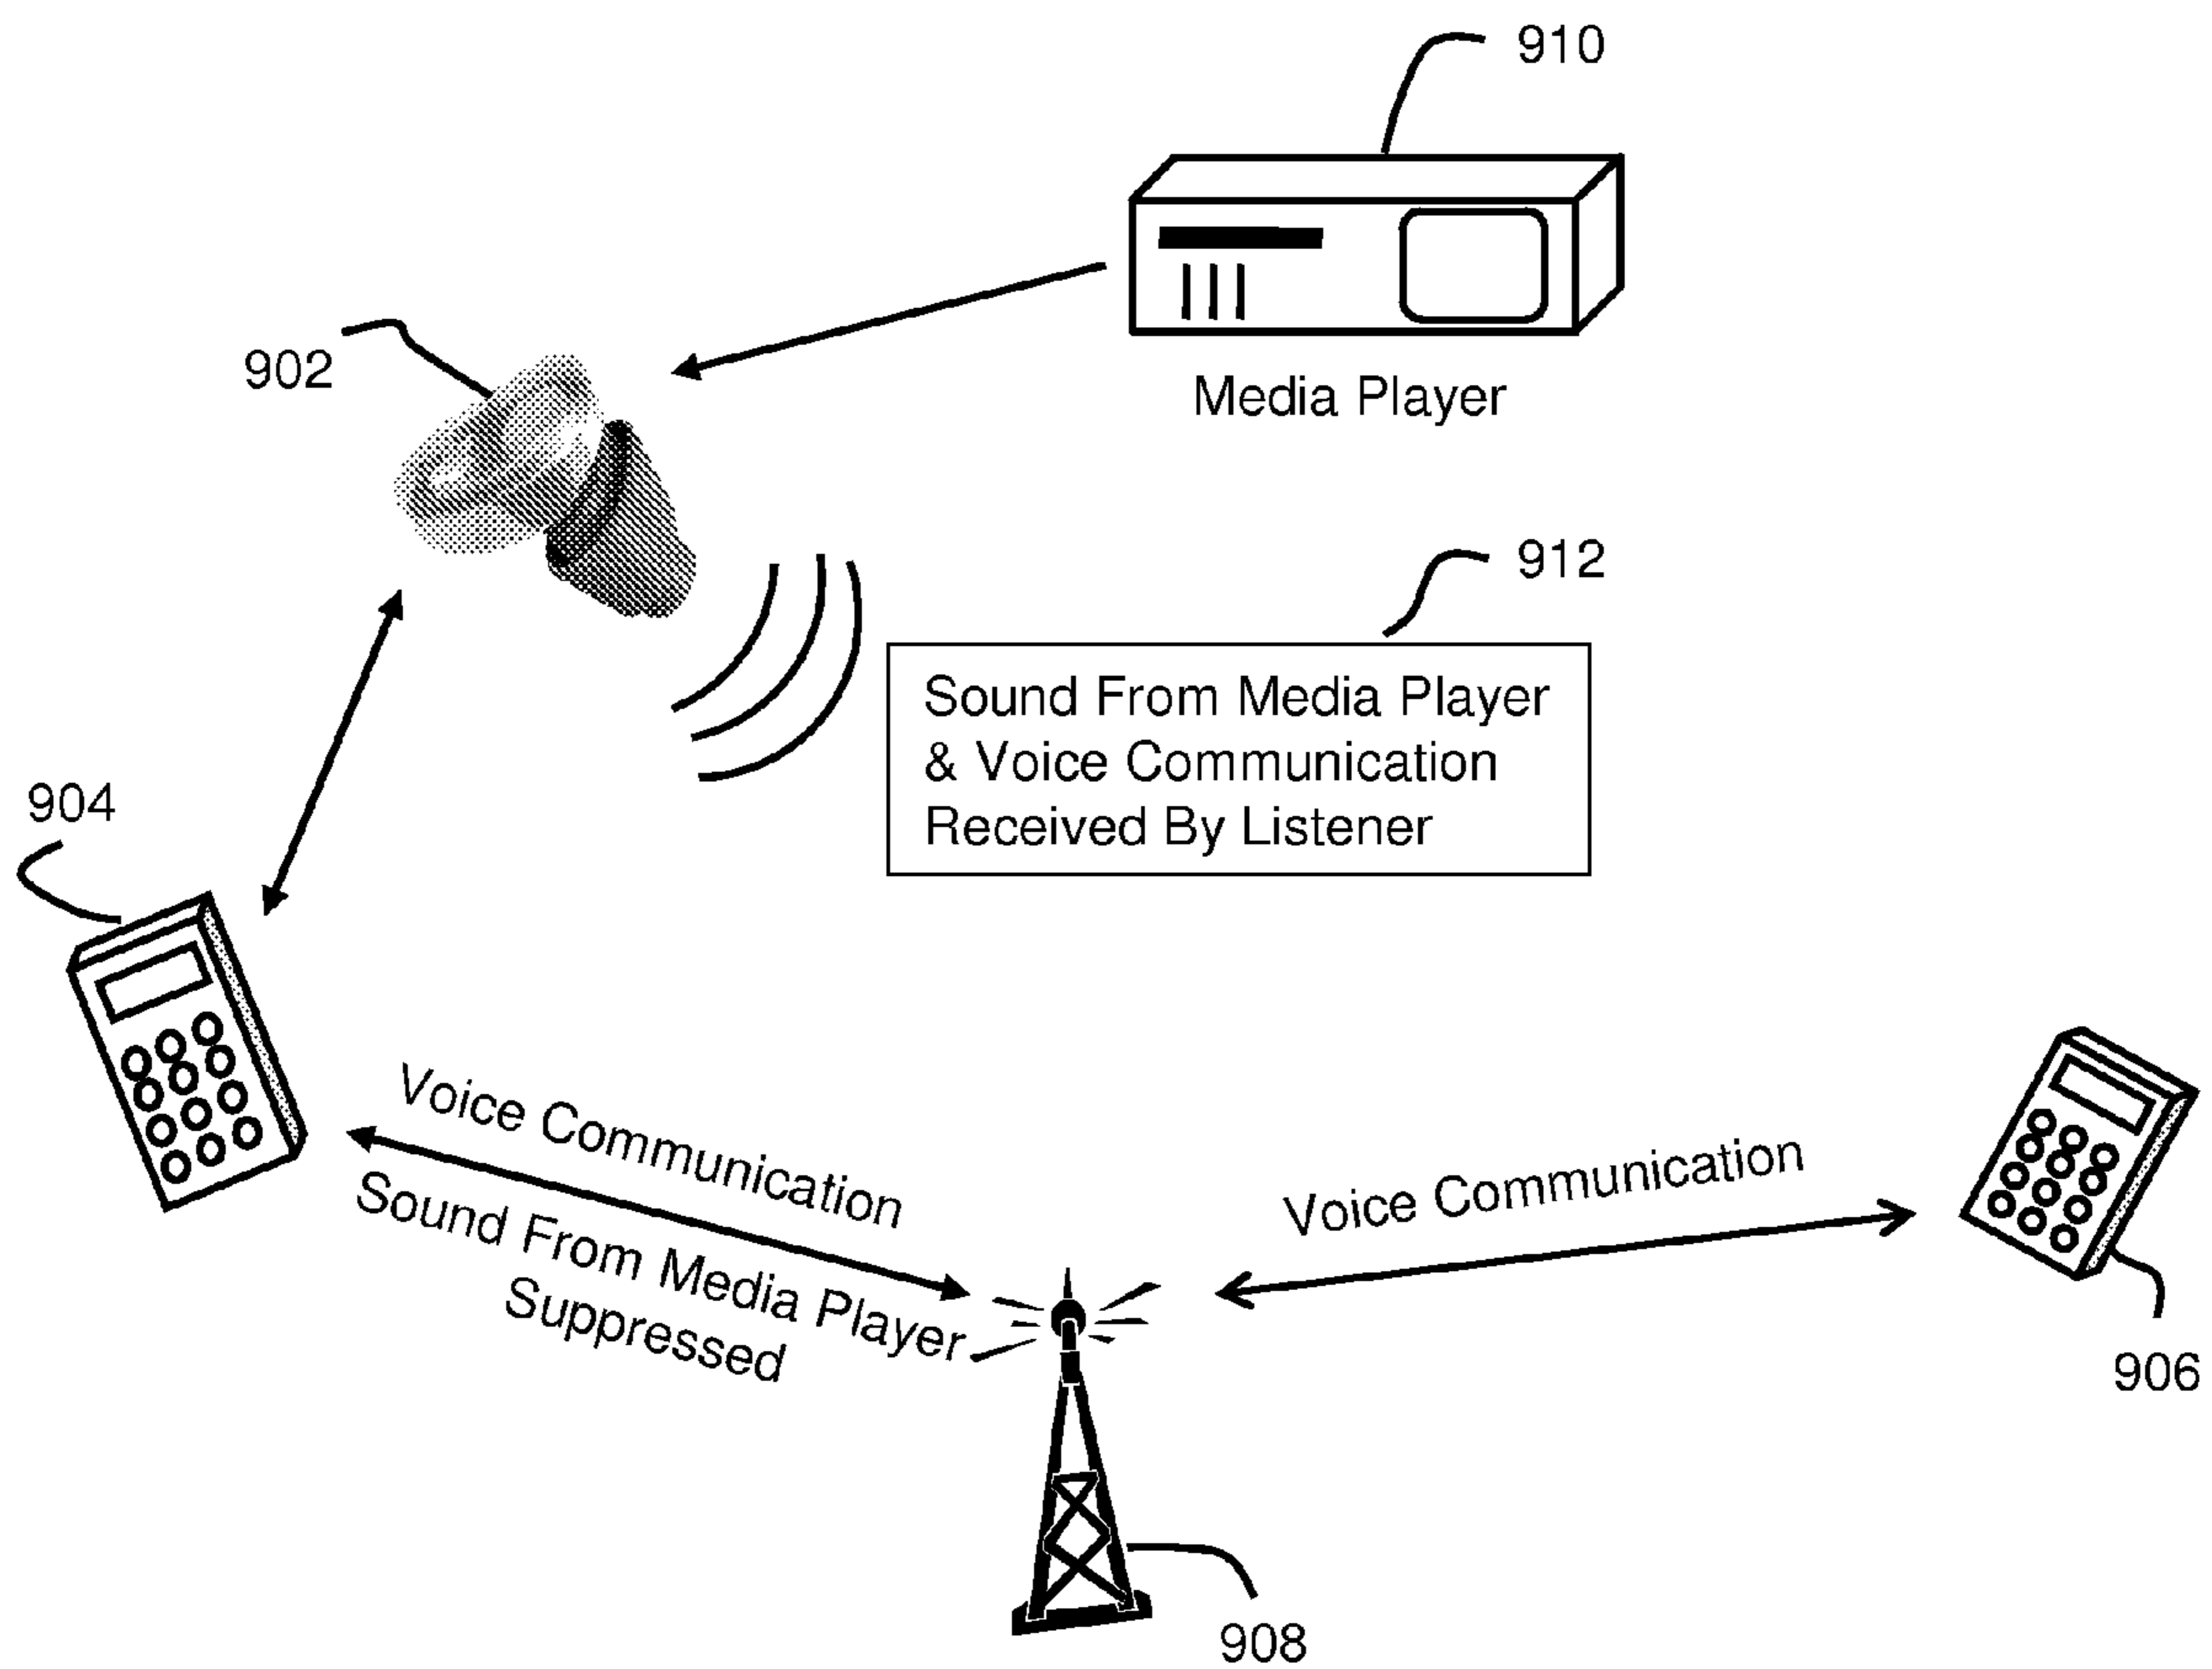 910
Media Player
902
912
Sound From Media Player
& Voice Communication
Received By Listener
904
Voice Communication
Sound From Media Player
Suppressed
Voice Communication
906
908